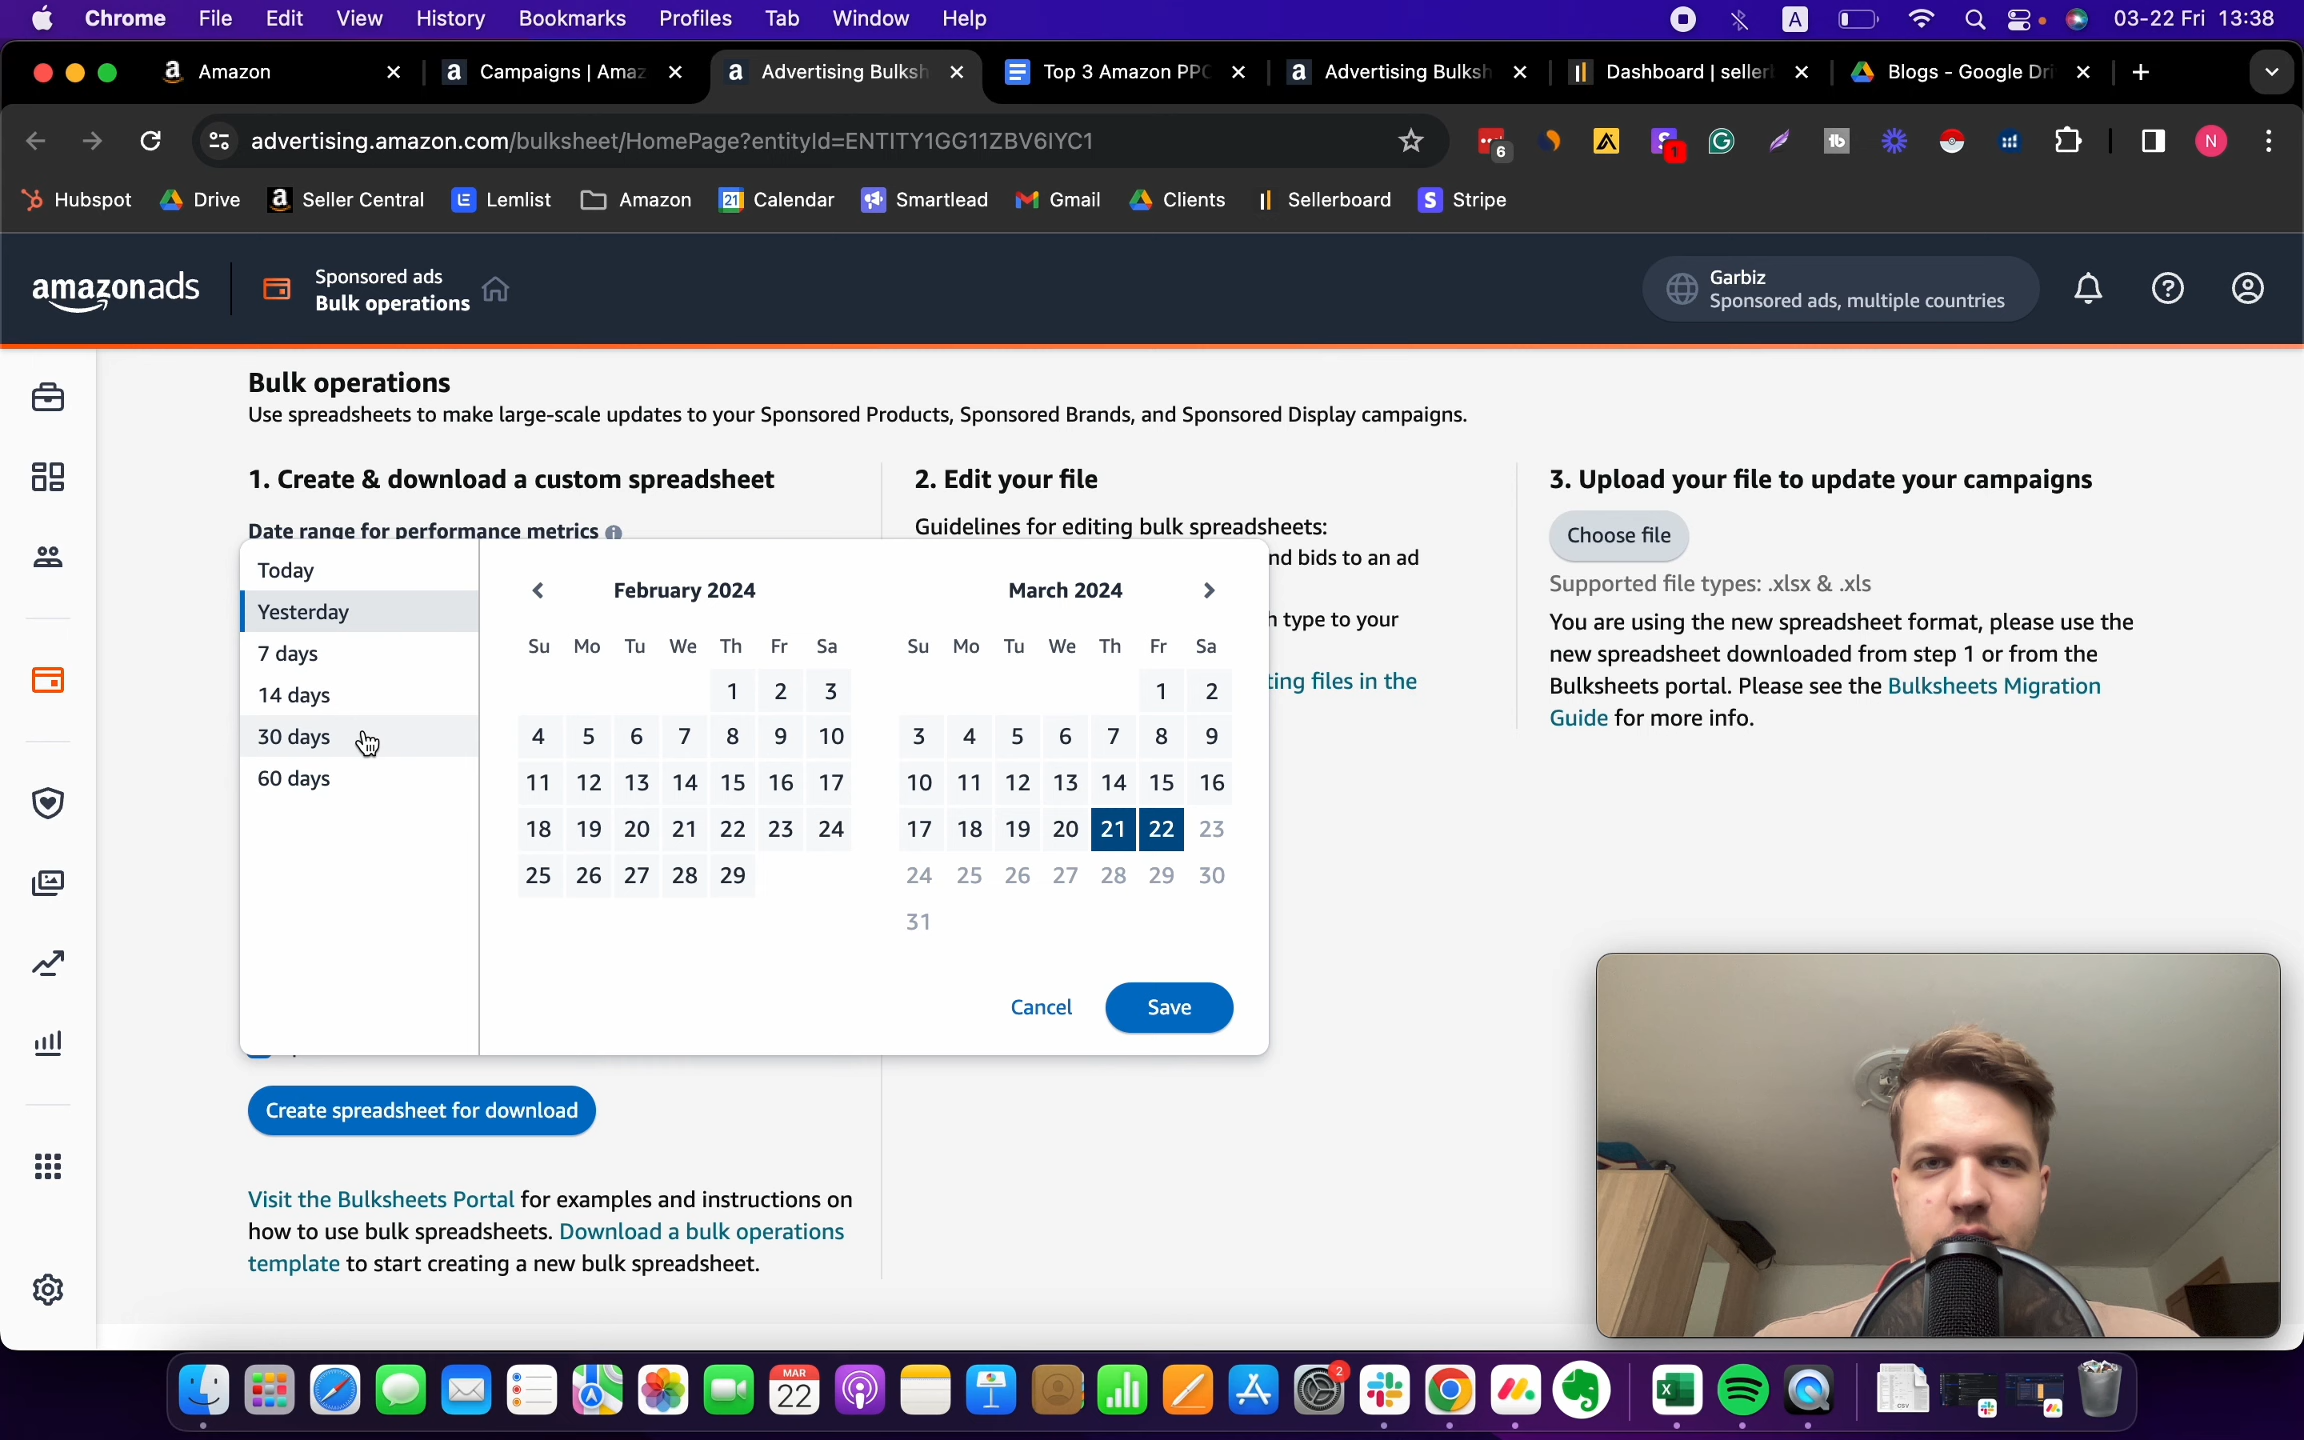 Chrome File Edit View History Bookmarks Profiles Tab Window Help A 03-22 Fri 13:38
Amazon
Campaigns | Amaz
Advertising Bulksh
Top 3 Amazon PPC
Advertising Bulksh
Dashboard | seller
Blogs - Google Dri
advertising.amazon.com/bulksheet/HomePage?entityId=ENTITY1GG11ZBV6IYC1
6
1
N
Hubspot Drive Seller Central Lemlist Amazon Calendar Smartlead Gmail Clients Sellerboard Stripe
amazonads
Sponsored ads
Bulk operations
Garbiz
Sponsored ads, multiple countries
Bulk operations
Use spreadsheets to make large-scale updates to your Sponsored Products, Sponsored Brands, and Sponsored Display campaigns.
1. Create & download a custom spreadsheet
Date range for performance metrics
Today
Yesterday
7 days
14 days
30 days
60 days
February 2024
Su Mo Tu We Th Fr Sa
1 2 3
4 5 6 7 8 9 10
11 12 13 14 15 16 17
18 19 20 21 22 23 24
25 26 27 28 29
March 2024
Su Mo Tu We Th Fr Sa
1 2
3 4 5 6 7 8 9
10 11 12 13 14 15 16
17 18 19 20 21 22 23
24 25 26 27 28 29 30
31
Cancel
Save
Create spreadsheet for download
Visit the Bulksheets Portal for examples and instructions on
how to use bulk spreadsheets. Download a bulk operations
template to start creating a new bulk spreadsheet.
2. Edit your file
Guidelines for editing bulk spreadsheets:
nd bids to an ad
type to your
ting files in the
3. Upload your file to update your campaigns
Choose file
Supported file types: .xlsx & .xls
You are using the new spreadsheet format, please use the
new spreadsheet downloaded from step 1 or from the
Bulksheets portal. Please see the Bulksheets Migration
Guide for more info.
MAR
22
2
CSV